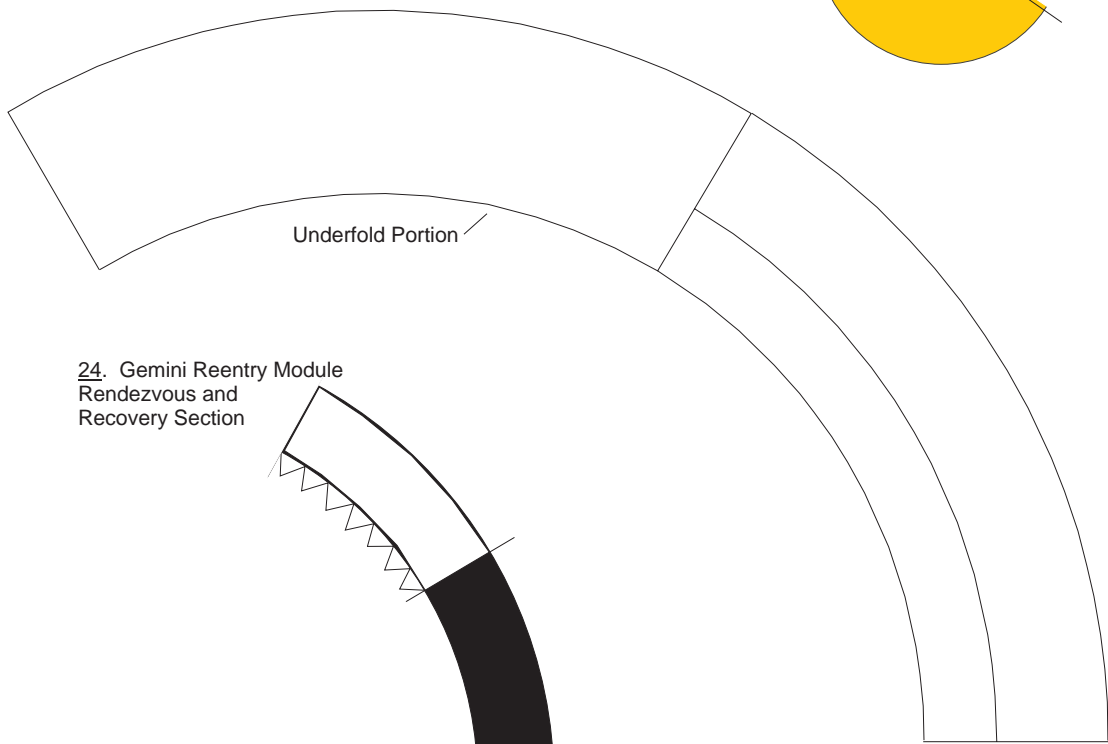 Underfold Portion
24. Gemini Reentry Module
Rendezvous and
Recovery Section